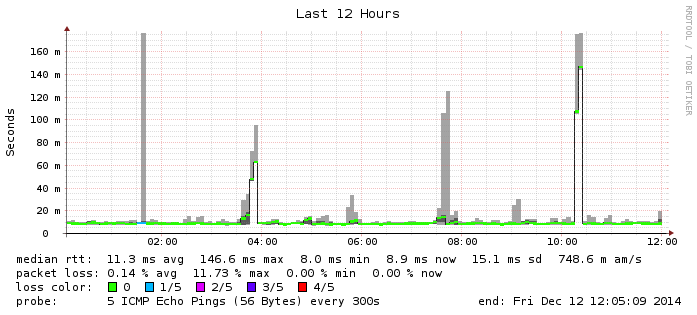 Last 12 Hours
RRDTOOL / TOBI OETIKER
Seconds
160 m
140 m
120 m
100 m
80 m
60 m
40 m
20 m
0
02:00 04:00 06:00 08:00 10:00 12:00
median rtt: 11.3 ms avg 146.6 ms max 8.0 ms min 8.9 ms now 15.1 ms sd 748.6 m am/s
packet loss: 0.14 % avg 11.73 % max 0.00 % min 0.00 % now
loss color: 0 1/5 2/5 3/5 4/5
probe: 5 ICMP Echo Pings (56 Bytes) every 300s end: Fri Dec 12 12:05:09 2014